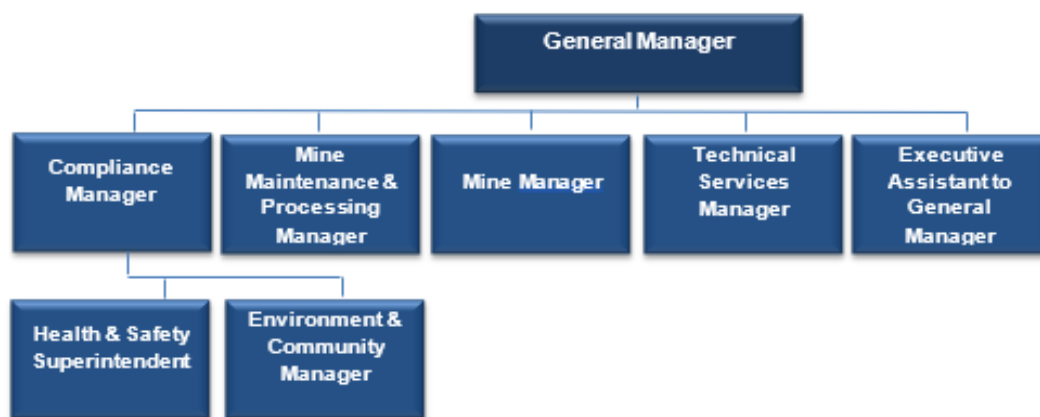 General Manager
Compliance
Manager
Mine
Maintenance &
Processing
Manager
Mine Manager
Technical
Services
Manager
Executive
Assistant to
General
Manager
Health & Safety
Superintendent
Environment &
Community
Manager